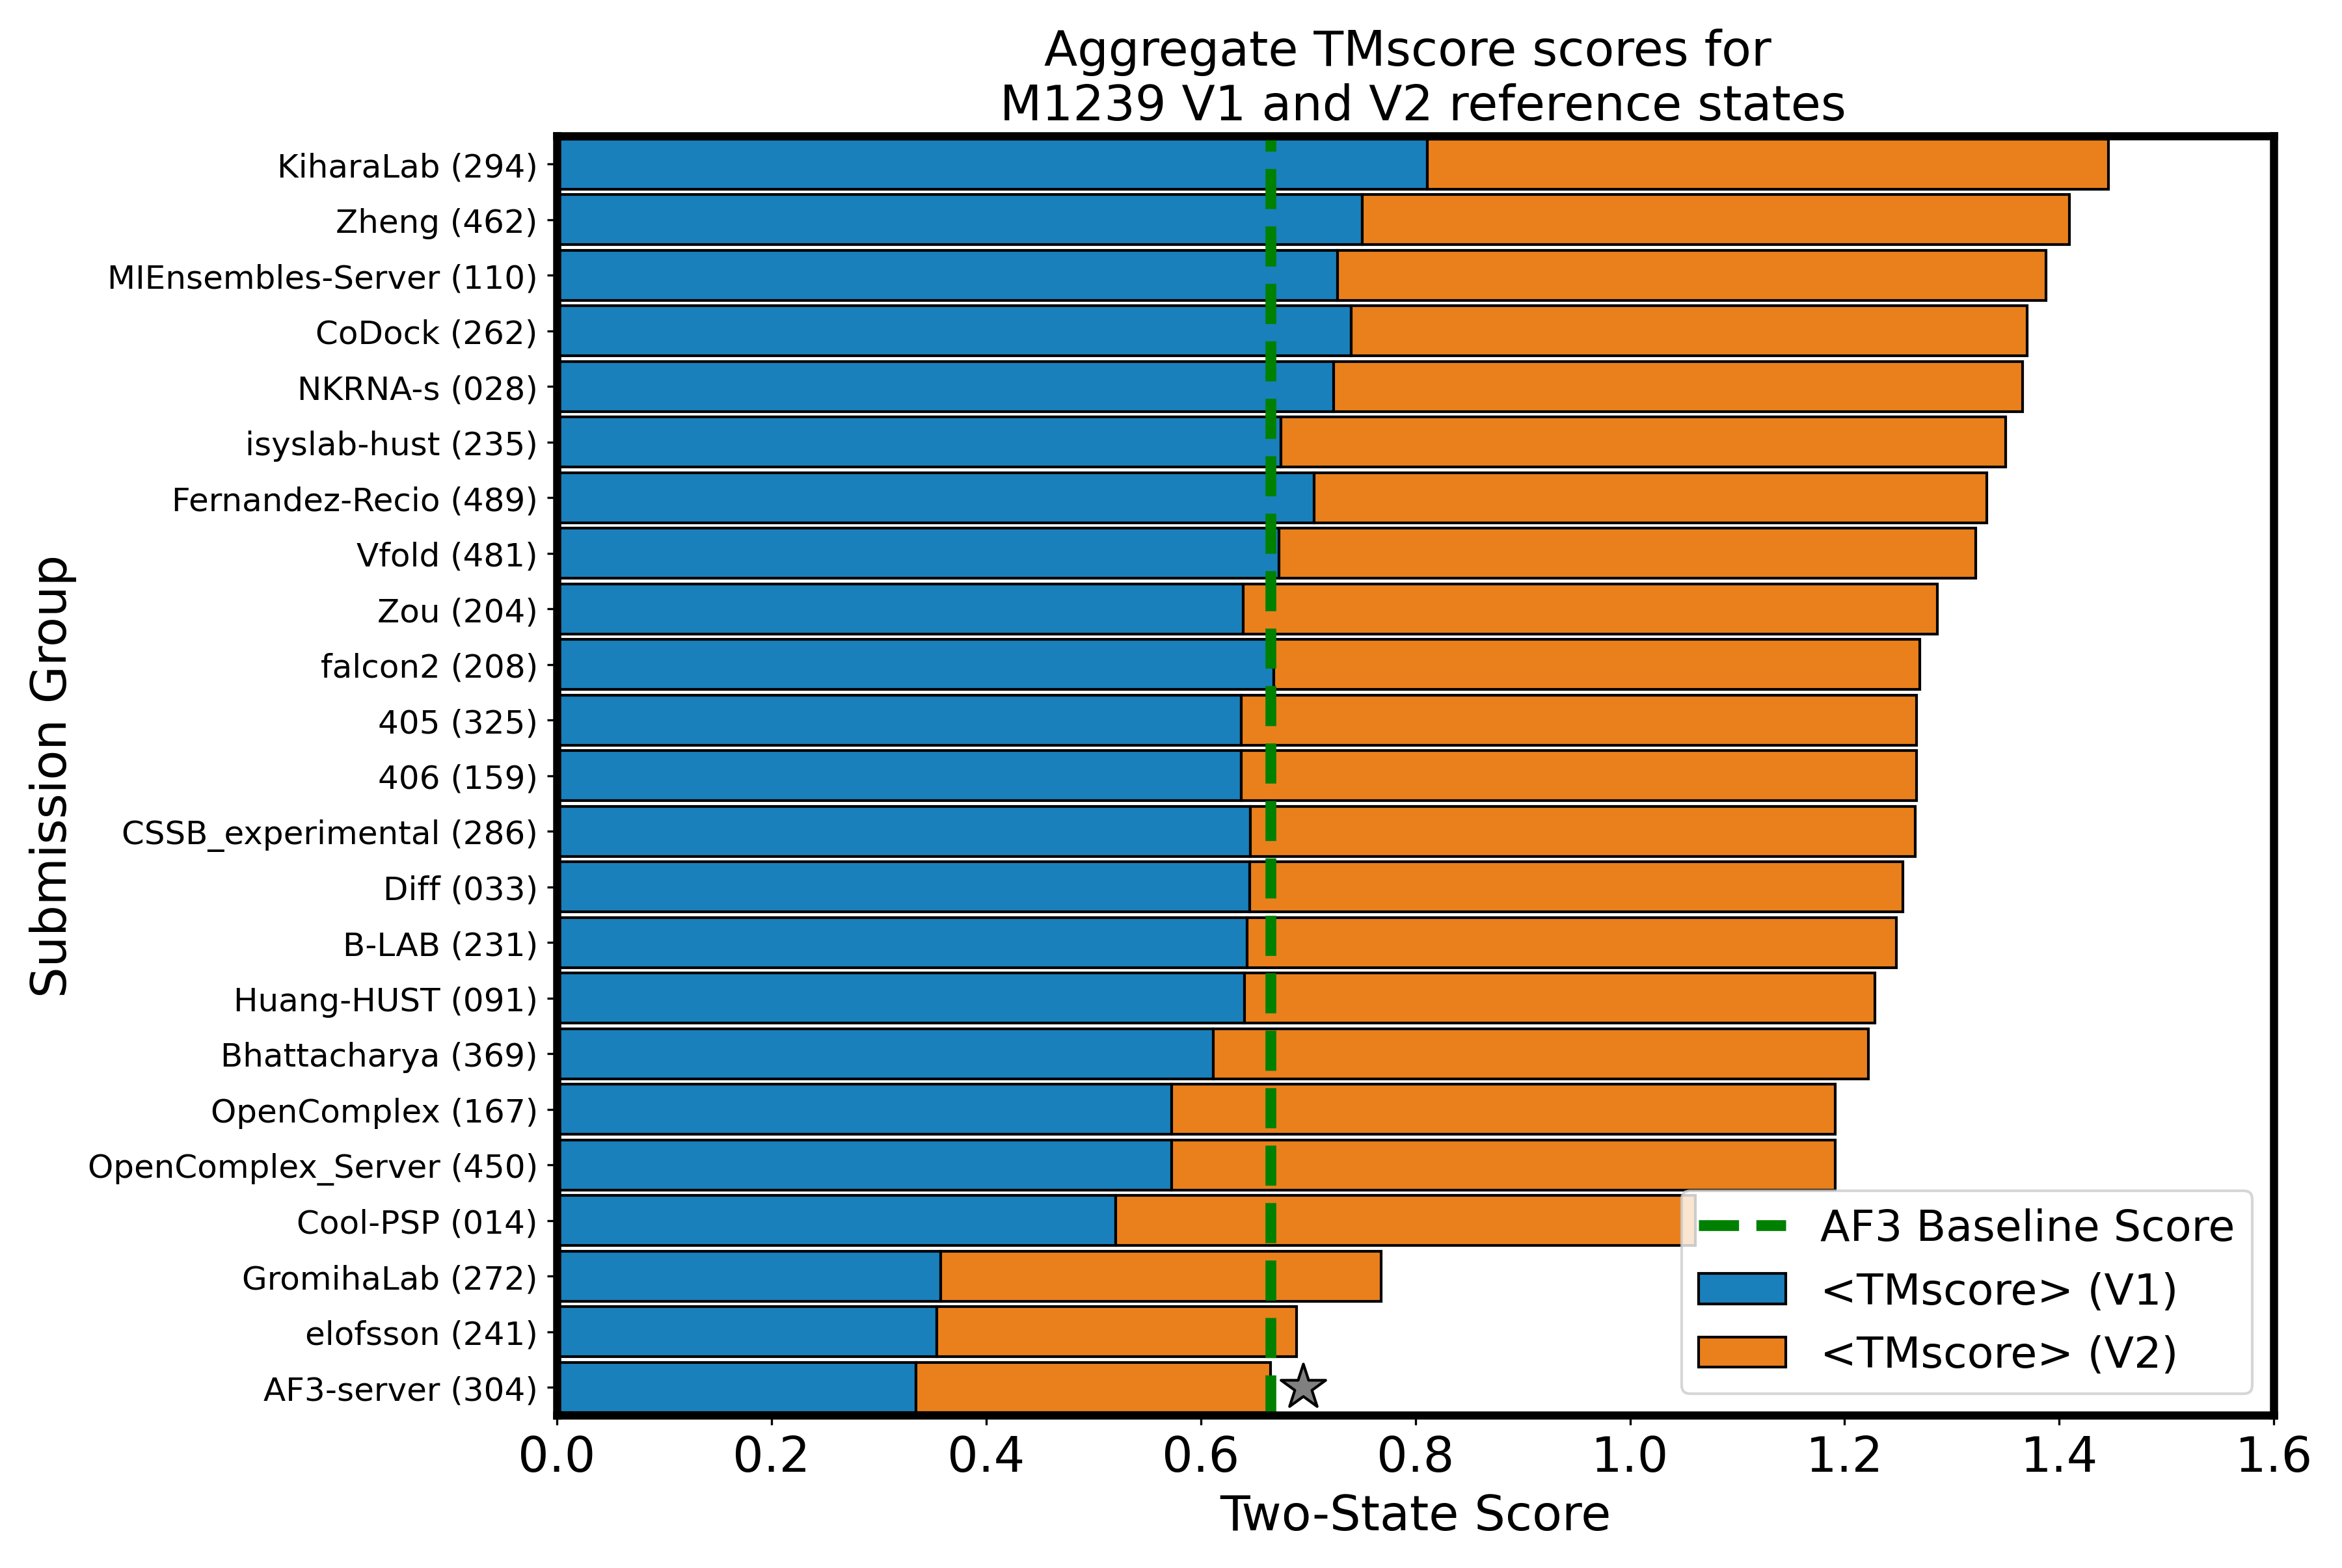 Aggregate TMscore scores for
M1239 V1 and V2 reference states
Submission Group
KiharaLab (294)
Zheng (462)
MIEnsembles-Server (110)
CoDock (262)
NKRNA-s (028)
isyslab-hust (235)
Fernandez-Recio (489)
Vfold (481)
Zou (204)
falcon2 (208)
405 (325)
406 (159)
CSSB_experimental (286)
Diff (033)
B-LAB (231)
Huang-HUST (091)
Bhattacharya (369)
OpenComplex (167)
OpenComplex_Server (450)
Cool-PSP (014)
GromihaLab (272)
elofsson (241)
AF3-server (304)
AF3 Baseline Score
<TMscore> (V1)
<TMscore> (V2)
0.0 0.2 0.4 0.6 0.8 1.0 1.2 1.4 1.6
Two-State Score